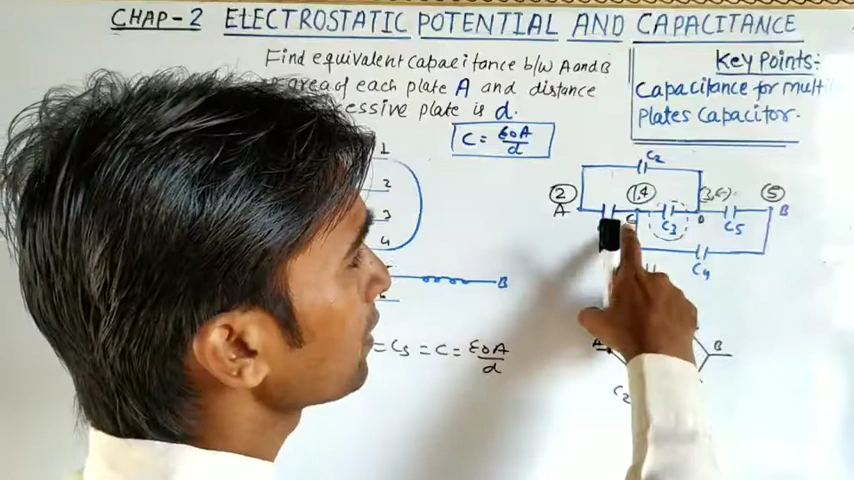 CHAP-2 ELECTROSTATIC POTENTIAL AND CAPACITANCE
Find equivalent capacitance b/w A and B
area of each plate A and distance
successive plate is d.
C = ε0A/d
Key Points:-
Capacitance for multi
Plates Capacitor.
1
2
3
4
B
= C5 = C = ε0A/d
C2
2
1,4
5
A
C
C3
D
C5
B
C4
A
B
C2